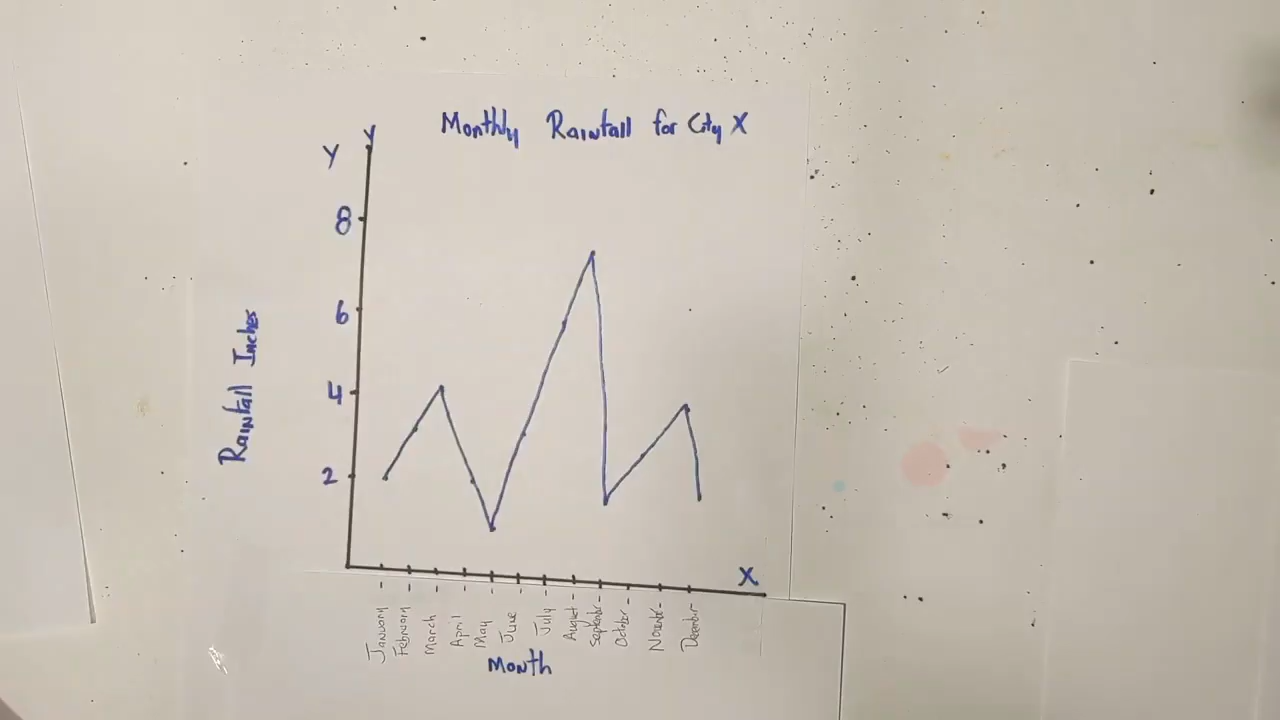 Monthly Rainfall for City X
Y
Y
8
6
4
2
Rainfall Inches
X
January
February
March
April
May
June
July
August
September
October
November
December
Month